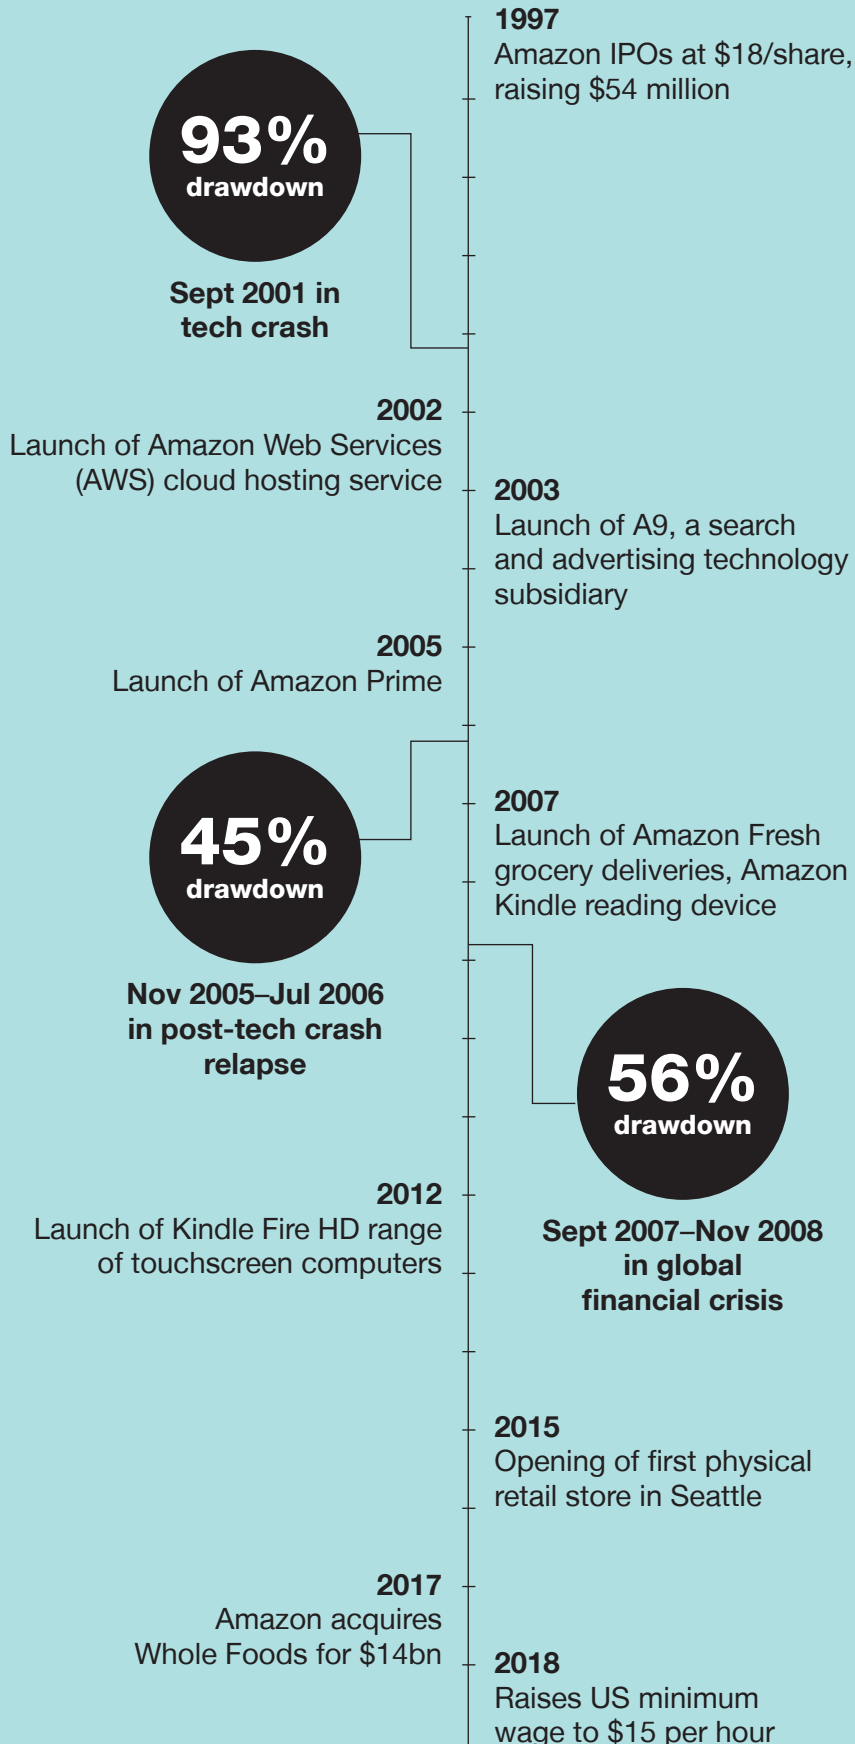 1997
Amazon IPOs at $18/share,
raising $54 million
93%
drawdown
Sept 2001 in
tech crash
2002
Launch of Amazon Web Services
(AWS) cloud hosting service
2003
Launch of A9, a search
and advertising technology
subsidiary
2005
Launch of Amazon Prime
45%
drawdown
Nov 2005–Jul 2006
in post-tech crash
relapse
2007
Launch of Amazon Fresh
grocery deliveries, Amazon
Kindle reading device
56%
drawdown
Sept 2007–Nov 2008
in global
financial crisis
2012
Launch of Kindle Fire HD range
of touchscreen computers
2015
Opening of first physical
retail store in Seattle
2017
Amazon acquires
Whole Foods for $14bn
2018
Raises US minimum
wage to $15 per hour